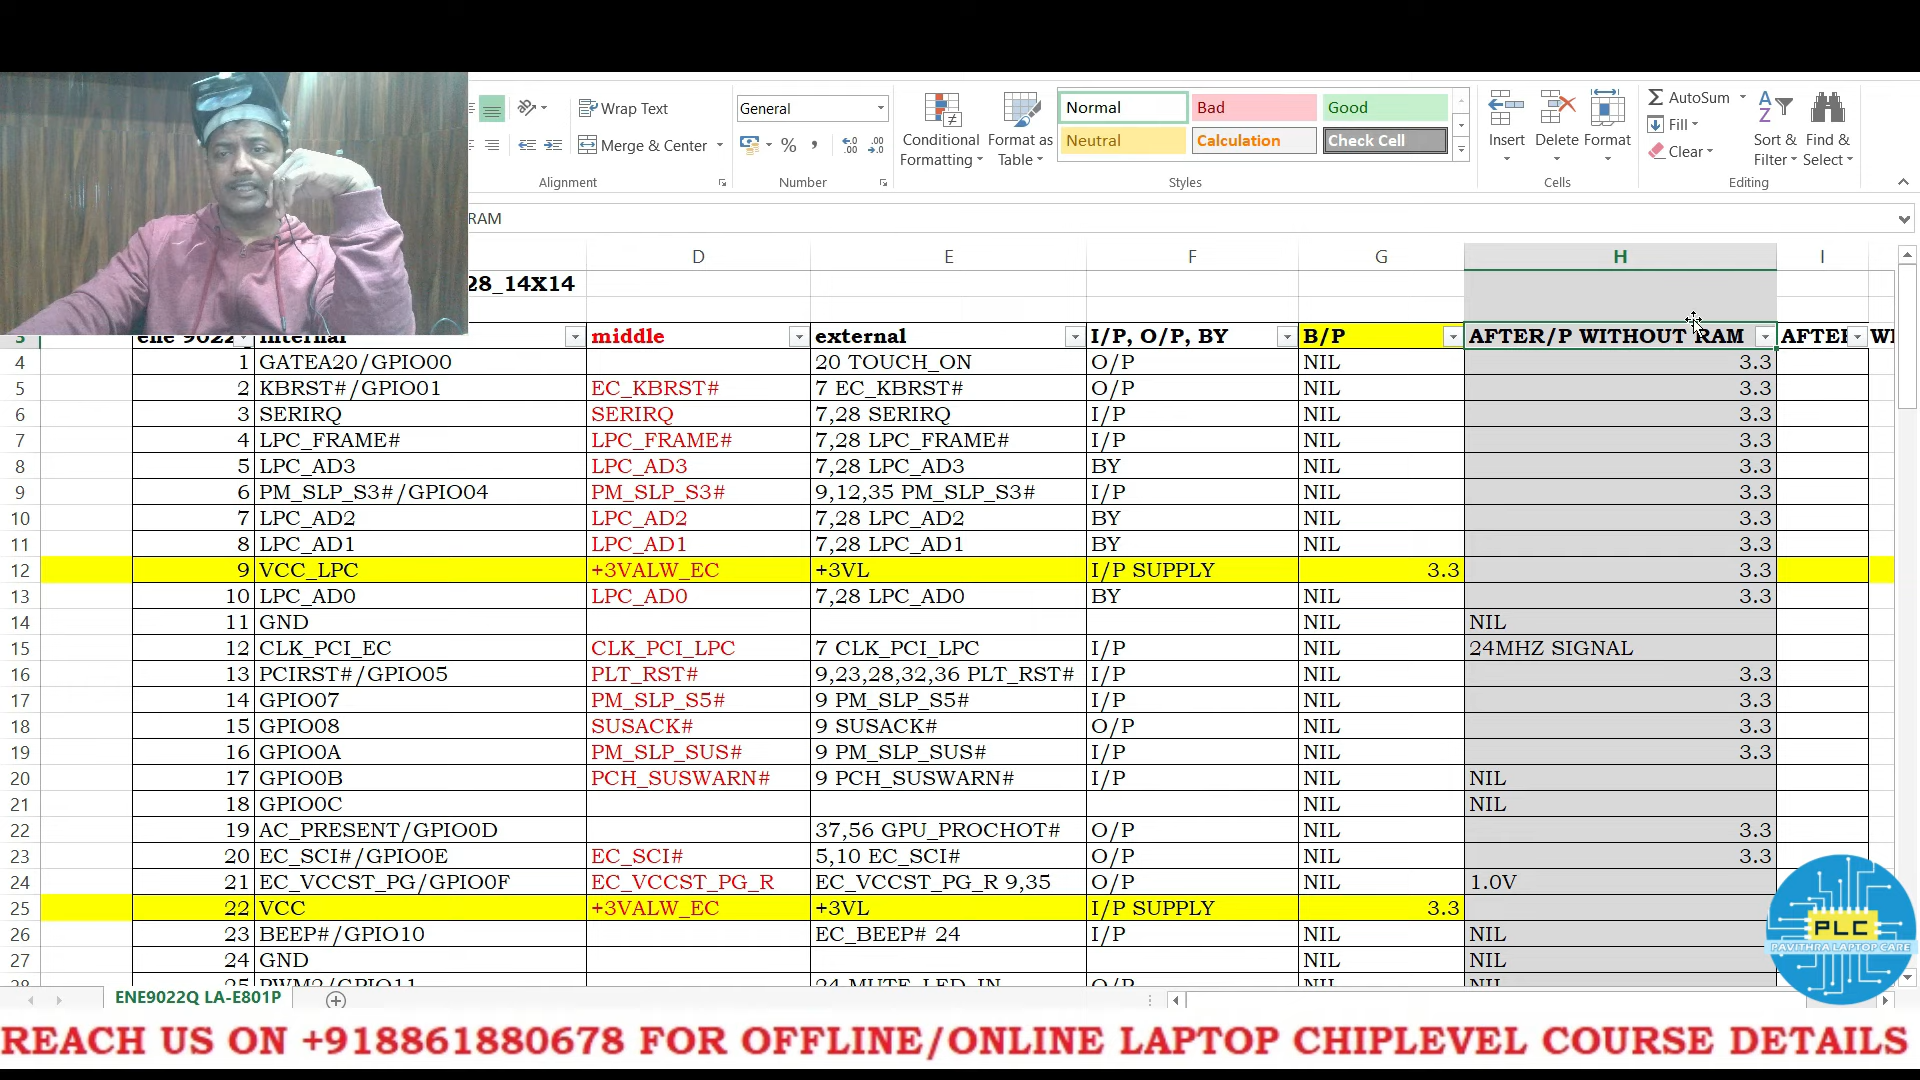 Wrap Text
General
Merge & Center
%
Conditional Formatting
Format as Table
Normal
Bad
Good
Neutral
Calculation
Check Cell
Insert
Delete
Format
AutoSum
Fill
Clear
Sort & Filter
Find & Select
Alignment
Number
Styles
Cells
Editing
RAM
D E F G H I
28_14X14
3 internal middle external I/P, O/P, BY B/P AFTER/P WITHOUT RAM
4 1 GATEA20/GPIO00 20 TOUCH_ON O/P NIL 3.3
5 2 KBRST#/GPIO01 EC_KBRST# 7 EC_KBRST# O/P NIL 3.3
6 3 SERIRQ SERIRQ 7,28 SERIRQ I/P NIL 3.3
7 4 LPC_FRAME# LPC_FRAME# 7,28 LPC_FRAME# I/P NIL 3.3
8 5 LPC_AD3 LPC_AD3 7,28 LPC_AD3 BY NIL 3.3
9 6 PM_SLP_S3#/GPIO04 PM_SLP_S3# 9,12,35 PM_SLP_S3# I/P NIL 3.3
10 7 LPC_AD2 LPC_AD2 7,28 LPC_AD2 BY NIL 3.3
11 8 LPC_AD1 LPC_AD1 7,28 LPC_AD1 BY NIL 3.3
12 9 VCC_LPC +3VALW_EC +3VL I/P SUPPLY 3.3 3.3
13 10 LPC_AD0 LPC_AD0 7,28 LPC_AD0 BY NIL 3.3
14 11 GND NIL NIL
15 12 CLK_PCI_EC CLK_PCI_LPC 7 CLK_PCI_LPC I/P NIL 24MHZ SIGNAL
16 13 PCIRST#/GPIO05 PLT_RST# 9,23,28,32,36 PLT_RST# I/P NIL 3.3
17 14 GPIO07 PM_SLP_S5# 9 PM_SLP_S5# I/P NIL 3.3
18 15 GPIO08 SUSACK# 9 SUSACK# O/P NIL 3.3
19 16 GPIO0A PM_SLP_SUS# 9 PM_SLP_SUS# I/P NIL 3.3
20 17 GPIO0B PCH_SUSWARN# 9 PCH_SUSWARN# I/P NIL NIL
21 18 GPIO0C NIL NIL
22 19 AC_PRESENT/GPIO0D 37,56 GPU_PROCHOT# O/P NIL 3.3
23 20 EC_SCI#/GPIO0E EC_SCI# 5,10 EC_SCI# O/P NIL 3.3
24 21 EC_VCCST_PG/GPIO0F EC_VCCST_PG_R EC_VCCST_PG_R 9,35 O/P NIL 1.0V
25 22 VCC +3VALW_EC +3VL I/P SUPPLY 3.3
26 23 BEEP#/GPIO10 EC_BEEP# 24 I/P NIL NIL
27 24 GND NIL NIL
PLC
PAVITHRA LAPTOP CARE
ENE9022Q LA-E801P
REACH US ON +918861880678 FOR OFFLINE/ONLINE LAPTOP CHIPLEVEL COURSE DETAILS